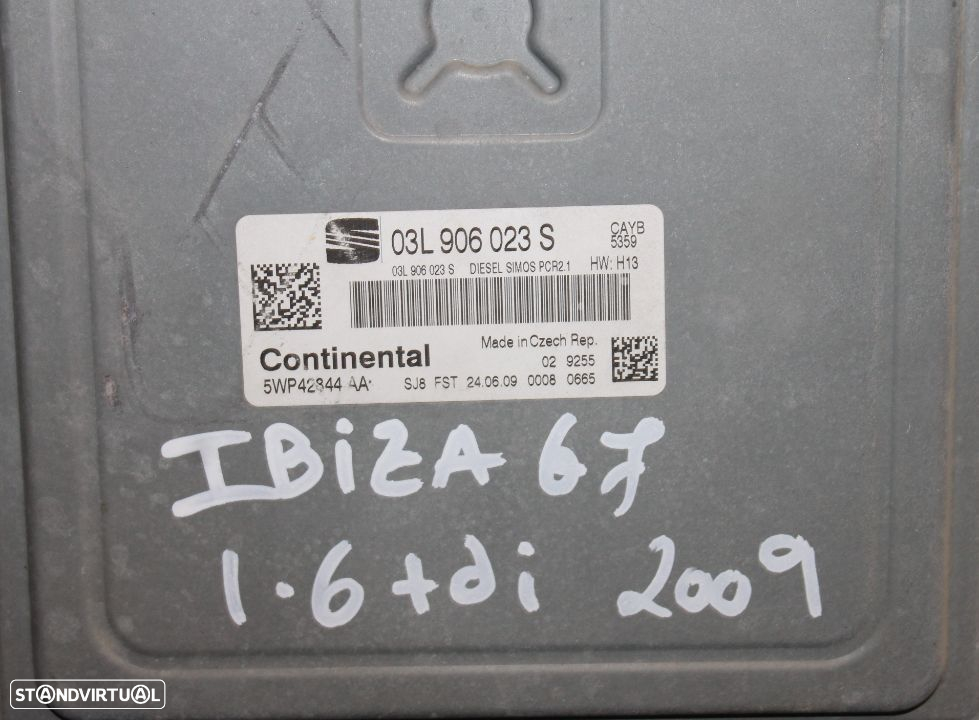 03L 906 023 S
CAYB
5359
03L 906 023 S DIESEL SIMOS PCR2.1 HW: H13
Made in Czech Rep.
Continental
02 9255
5WP42844 AA
SJ8 FST 24.06.09 0008 0665
IBiZA 67
1.6 tdi 2009
STANDVIRTUAL